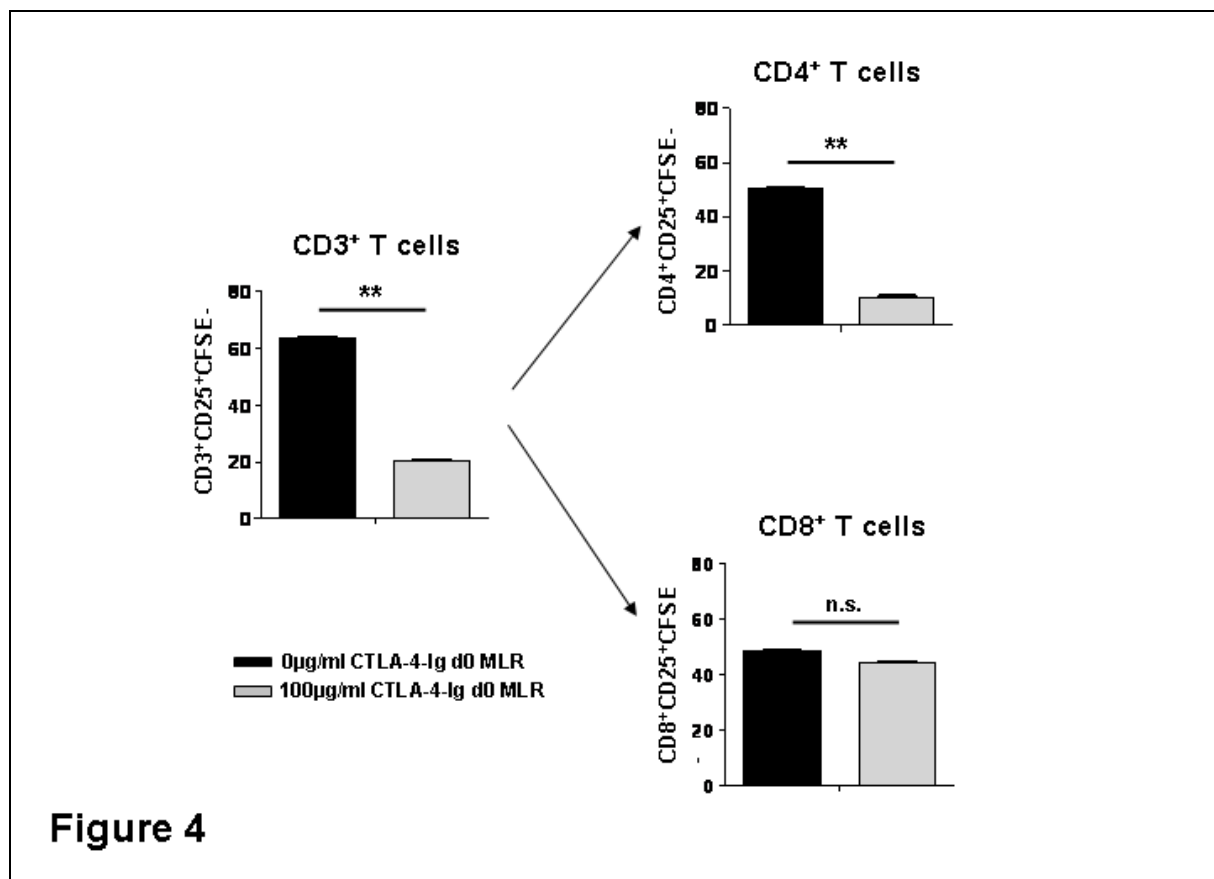 CD4⁺ T cells
CD4⁺CD25⁺CFSE-
80
60
40
20
0
**
CD3⁺ T cells
CD3⁺CD25⁺CFSE-
80
60
40
20
0
**
CD8⁺ T cells
CD8⁺CD25⁺CFSE
-
80
60
40
20
0
n.s.
0µg/ml CTLA-4-Ig d0 MLR
100µg/ml CTLA-4-Ig d0 MLR
Figure 4